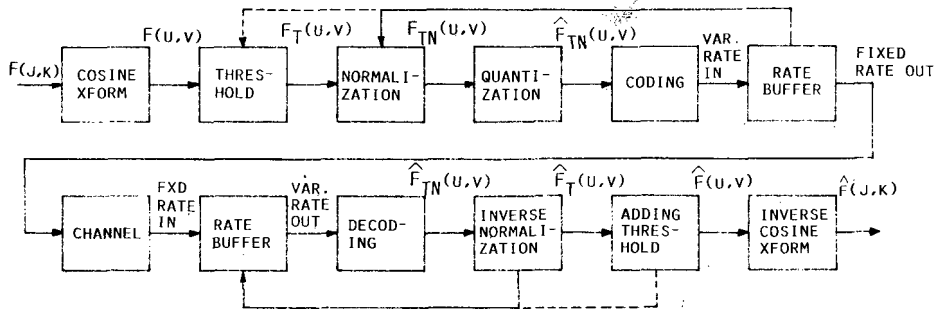 F(U,V)
F_T(U,V)
F_TN(U,V)
F̂_TN(U,V)
VAR.
RATE
IN
FIXED
RATE OUT
F(J,K)
COSINE
XFORM
THRES-
HOLD
NORMALI-
ZATION
QUANTI-
ZATION
CODING
RATE
BUFFER
FXD
RATE
IN
VAR.
RATE
OUT
F̂_TN(U,V)
F̂_T(U,V)
F̂(U,V)
F̂(J,K)
CHANNEL
RATE
BUFFER
DECOD-
ING
INVERSE
NORMALI-
ZATION
ADDING
THRES-
HOLD
INVERSE
COSINE
XFORM